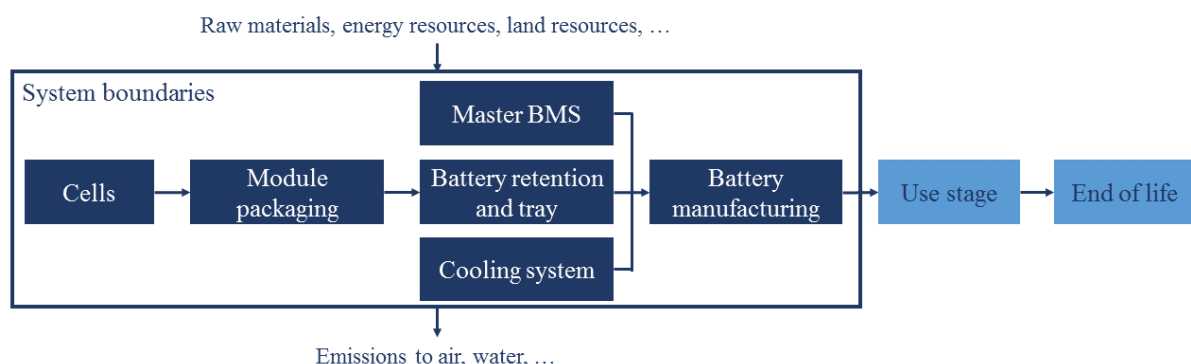 Raw materials, energy resources, land resources, …
System boundaries
Master BMS
Cells
Module
packaging
Battery retention
and tray
Battery
manufacturing
Use stage
End of life
Cooling system
Emissions to air, water, …